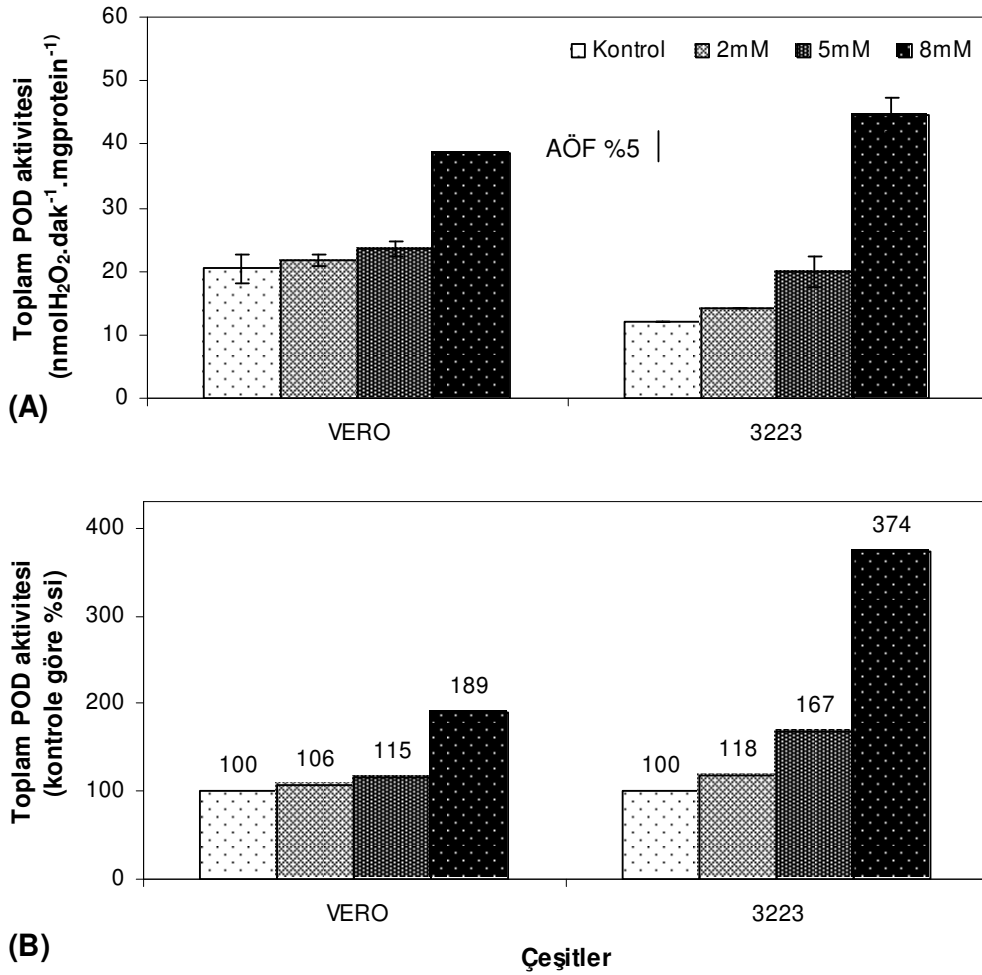 60
50
40
30
20
10
0
Toplam POD aktivitesi
(nmolH₂O₂.dak⁻¹.mgprotein⁻¹)
Kontrol 2mM 5mM 8mM
AÖF %5
(A)
VERO 3223
400
300
200
100
0
Toplam POD aktivitesi
(kontrole göre %si)
100 106 115 189 100 118 167 374
VERO 3223
(B)
Çeşitler